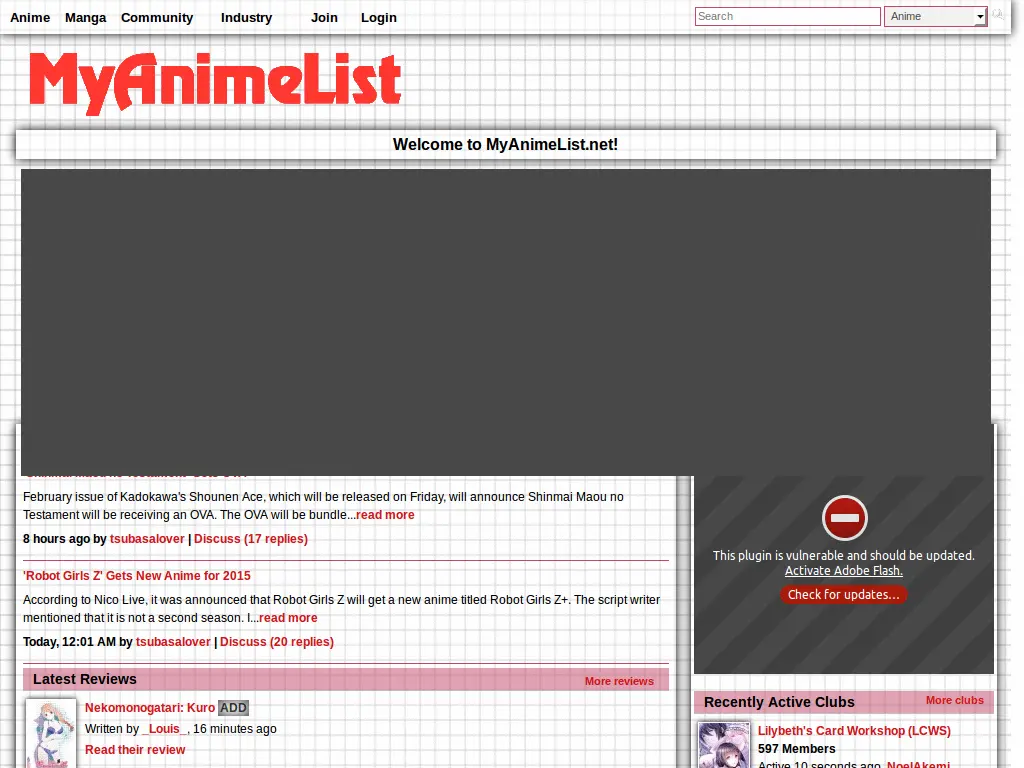 Anime Manga Community Industry Join Login
Search
Anime
MyAnimeList
Welcome to MyAnimeList.net!
February issue of Kadokawa's Shounen Ace, which will be released on Friday, will announce Shinmai Maou no
Testament will be receiving an OVA. The OVA will be bundle...read more
8 hours ago by tsubasalover | Discuss (17 replies)
'Robot Girls Z' Gets New Anime for 2015
According to Nico Live, it was announced that Robot Girls Z will get a new anime titled Robot Girls Z+. The script writer
mentioned that it is not a second season. I...read more
Today, 12:01 AM by tsubasalover | Discuss (20 replies)
Latest Reviews
More reviews
Nekomonogatari: Kuro ADD
Written by _Louis_, 16 minutes ago
Read their review
This plugin is vulnerable and should be updated.
Activate Adobe Flash.
Check for updates...
Recently Active Clubs
More clubs
Lilybeth's Card Workshop (LCWS)
597 Members
Active 10 seconds ago, NoelAkemi